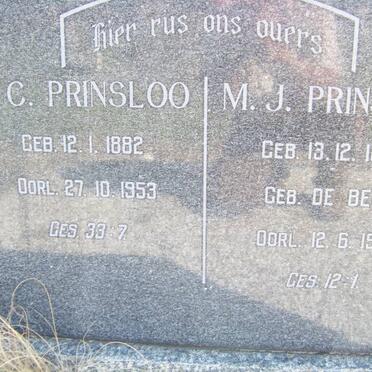 Hier rus ons ouers
C. PRINSLOO
GEB. 12. 1. 1882
OORL. 27. 10. 1953
GES. 33-7.
M. J. PRIN
GEB. 13. 12.
GEB. DE BE
OORL. 12. 6.
GES. 12-1.